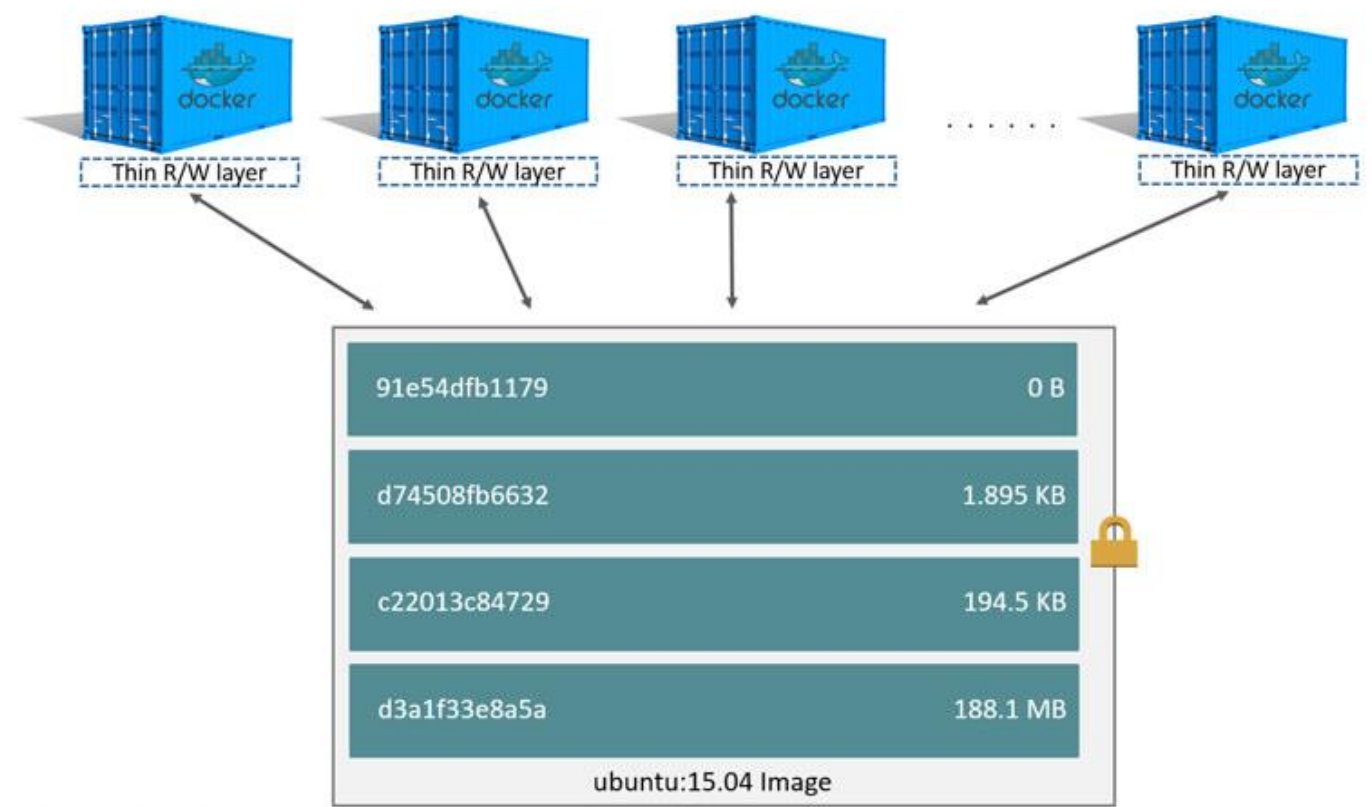 docker docker docker docker
. . . . . .
Thin R/W layer Thin R/W layer Thin R/W layer Thin R/W layer
91e54dfb1179 0 B
d74508fb6632 1.895 KB
c22013c84729 194.5 KB
d3a1f33e8a5a 188.1 MB
ubuntu:15.04 Image